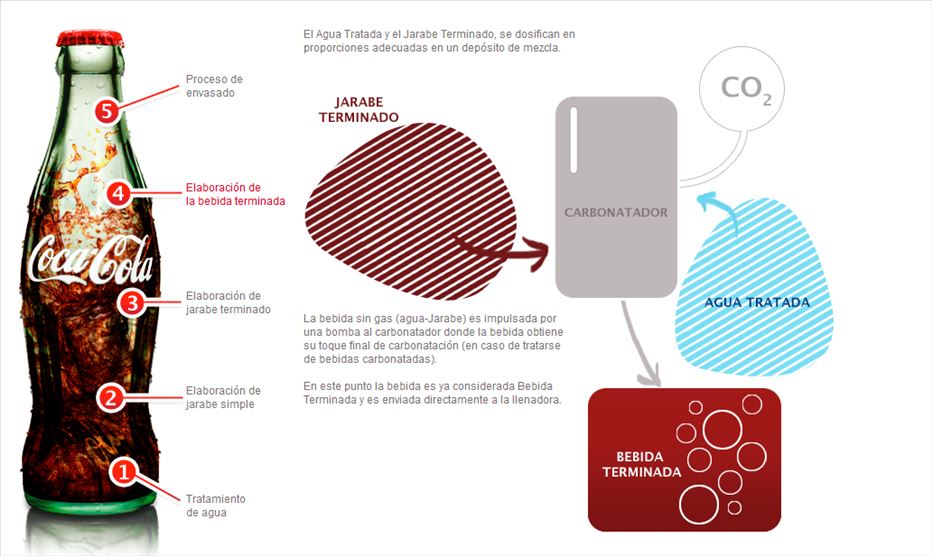 El Agua Tratada y el Jarabe Terminado, se dosifican en
proporciones adecuadas en un depósito de mezcla.
5
Proceso de
envasado
4
Elaboración de
la bebida terminada
Coca-Cola
3
Elaboración de
jarabe terminado
2
Elaboración de
jarabe simple
1
Tratamiento
de agua
JARABE
TERMINADO
CO2
CARBONATADOR
AGUA TRATADA
La bebida sin gas (agua-Jarabe) es impulsada por
una bomba al carbonatador donde la bebida obtiene
su toque final de carbonatación (en caso de tratarse
de bebidas carbonatadas).
En este punto la bebida es ya considerada Bebida
Terminada y es enviada directamente a la llenadora.
BEBIDA
TERMINADA